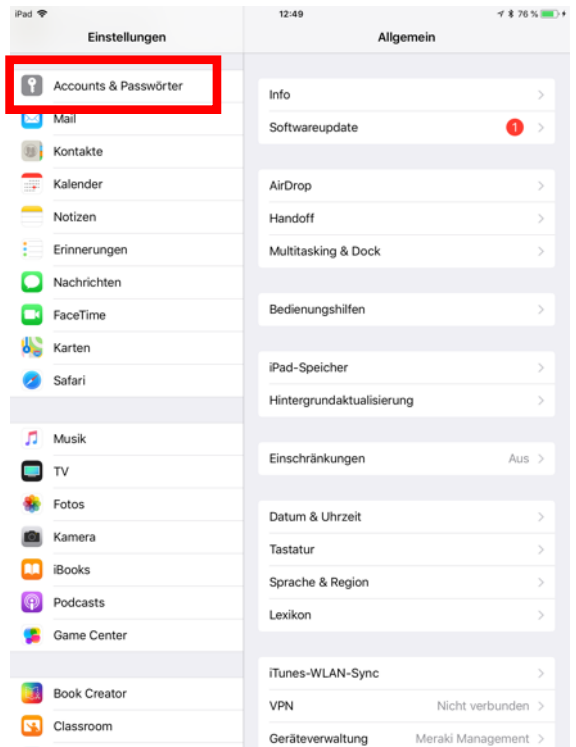 iPad 12:49 76 %
Einstellungen
Accounts & Passwörter
Mail
Kontakte
Kalender
Notizen
Erinnerungen
Nachrichten
FaceTime
Karten
Safari
Musik
TV
Fotos
Kamera
iBooks
Podcasts
Game Center
Book Creator
Classroom
Allgemein
Info
Softwareupdate 1
AirDrop
Handoff
Multitasking & Dock
Bedienungshilfen
iPad-Speicher
Hintergrundaktualisierung
Einschränkungen Aus
Datum & Uhrzeit
Tastatur
Sprache & Region
Lexikon
iTunes-WLAN-Sync
VPN Nicht verbunden
Geräteverwaltung Meraki Management